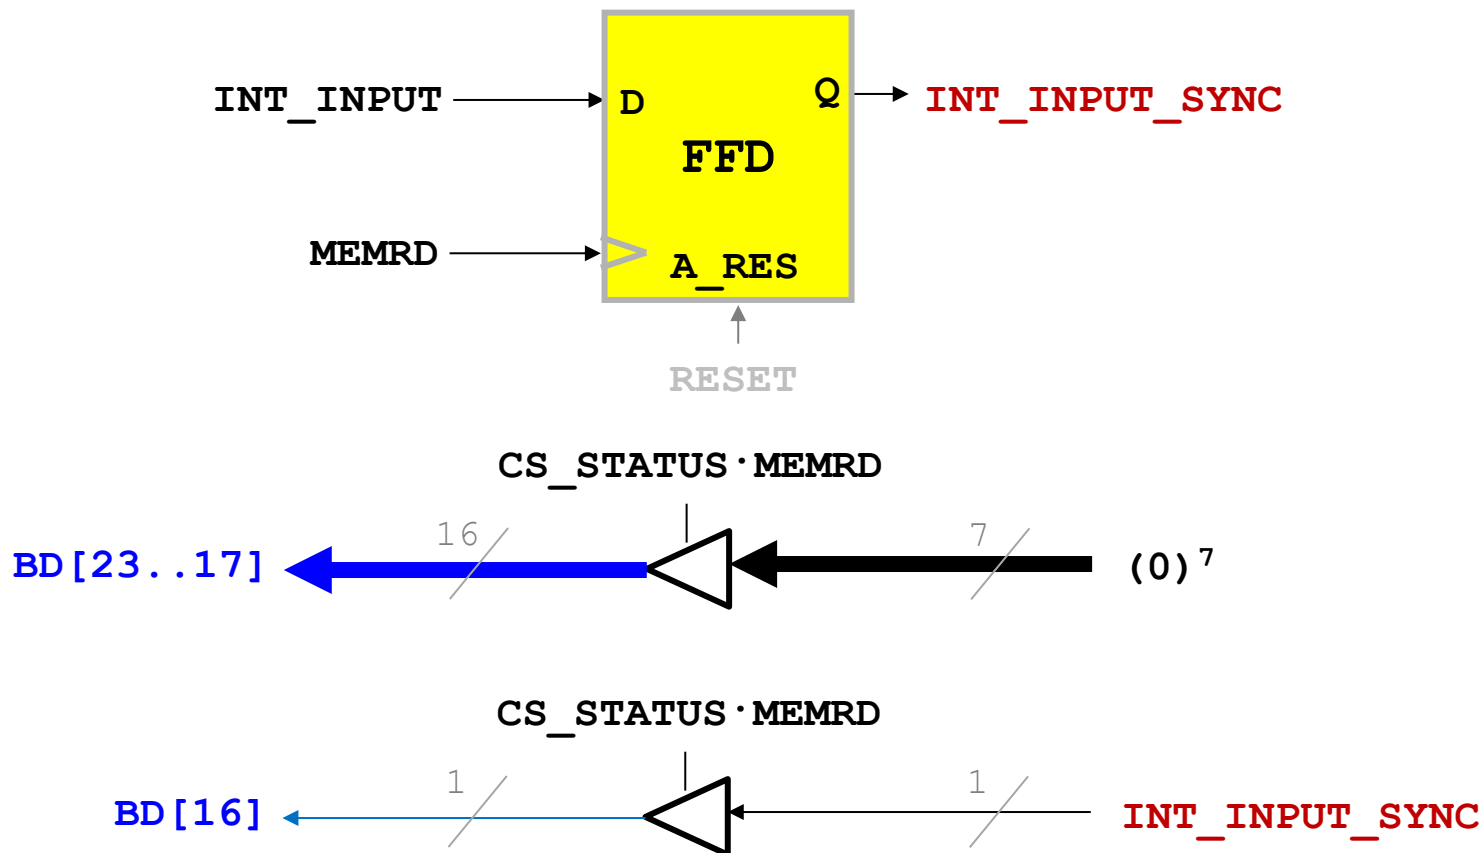 INT_INPUT
D
Q
INT_INPUT_SYNC
FFD
MEMRD
A_RES
RESET
CS_STATUS·MEMRD
16
7
BD[23..17]
(0)⁷
CS_STATUS·MEMRD
1
1
BD[16]
INT_INPUT_SYNC